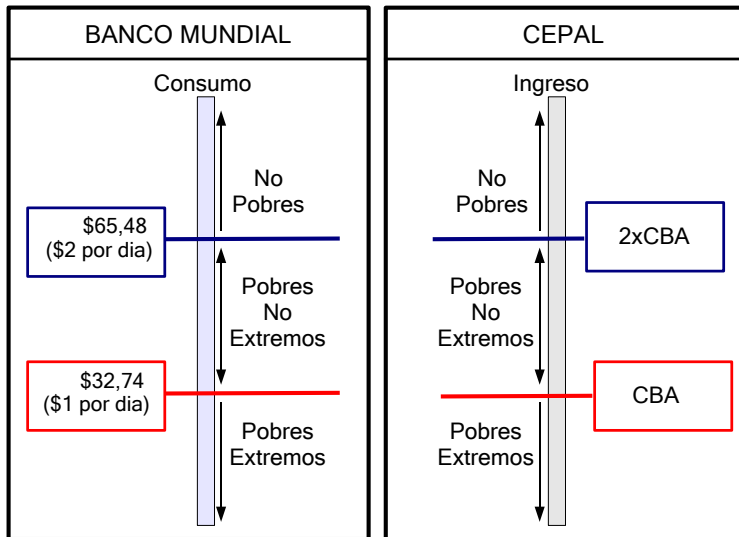 BANCO MUNDIAL
Consumo
No
Pobres
$65,48
($2 por dia)
Pobres
No
Extremos
$32,74
($1 por dia)
Pobres
Extremos
CEPAL
Ingreso
No
Pobres
2xCBA
Pobres
No
Extremos
CBA
Pobres
Extremos